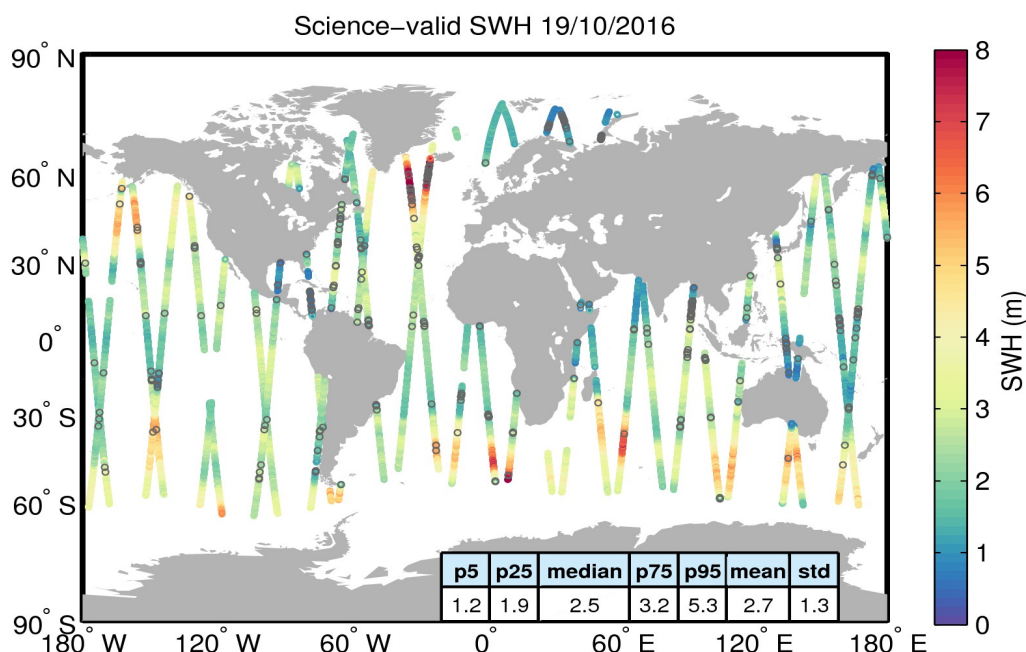 Science−valid SWH 19/10/2016
90° N
60° N
30° N
0°
30° S
60° S
90° S
180° W
120° W
60° W
0°
60° E
120° E
180° E
p5 p25 median p75 p95 mean std
1.2 1.9 2.5 3.2 5.3 2.7 1.3
8
7
6
5
4
3
2
1
0
SWH (m)